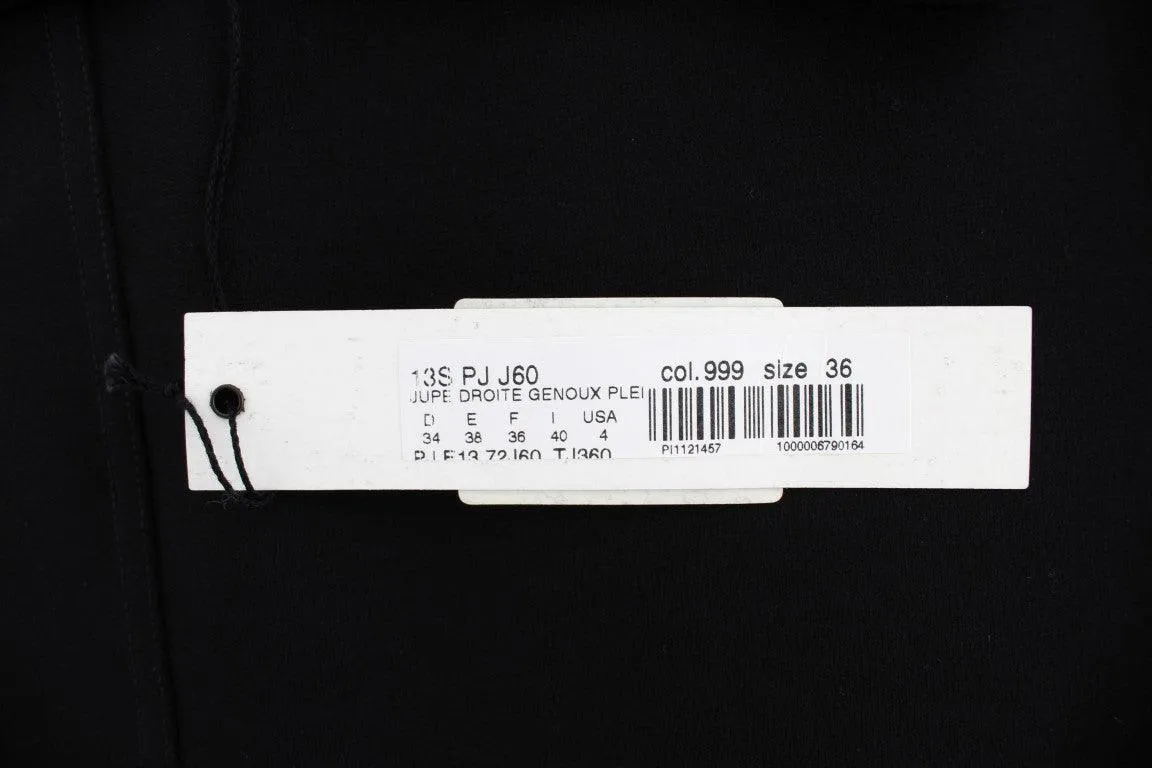 13S PJ J60
col. 999 size 36
JUPE DROITE GENOUX PLEI
D E F I USA
34 38 36 40 4
PI1121457 1000006790164